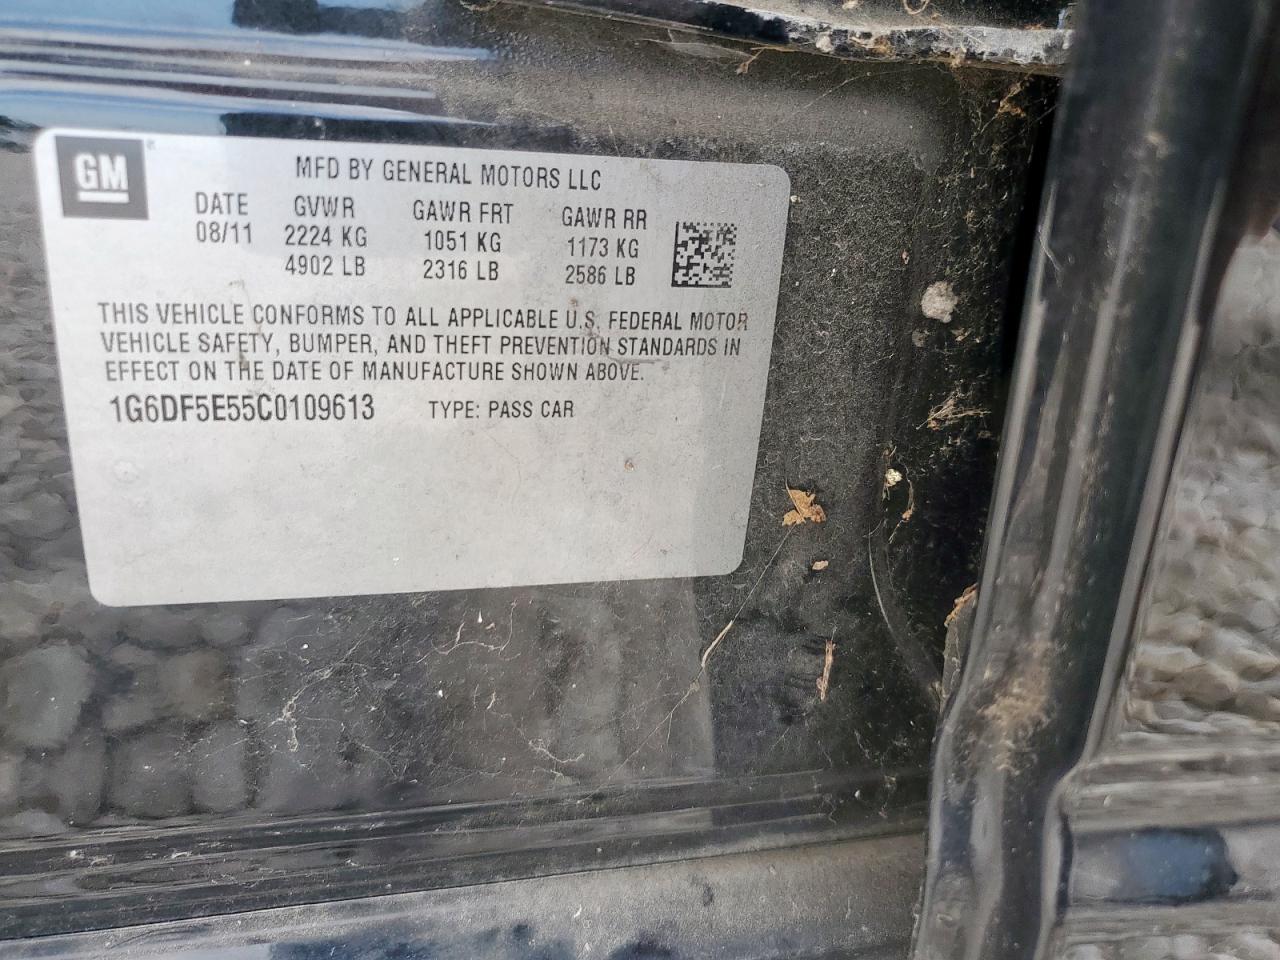 GM
MFD BY GENERAL MOTORS LLC
DATE GVWR GAWR FRT GAWR RR
08/11 2224 KG 1051 KG 1173 KG
4902 LB 2316 LB 2586 LB
THIS VEHICLE CONFORMS TO ALL APPLICABLE U.S. FEDERAL MOTOR
VEHICLE SAFETY, BUMPER, AND THEFT PREVENTION STANDARDS IN
EFFECT ON THE DATE OF MANUFACTURE SHOWN ABOVE.
1G6DF5E55C0109613 TYPE: PASS CAR